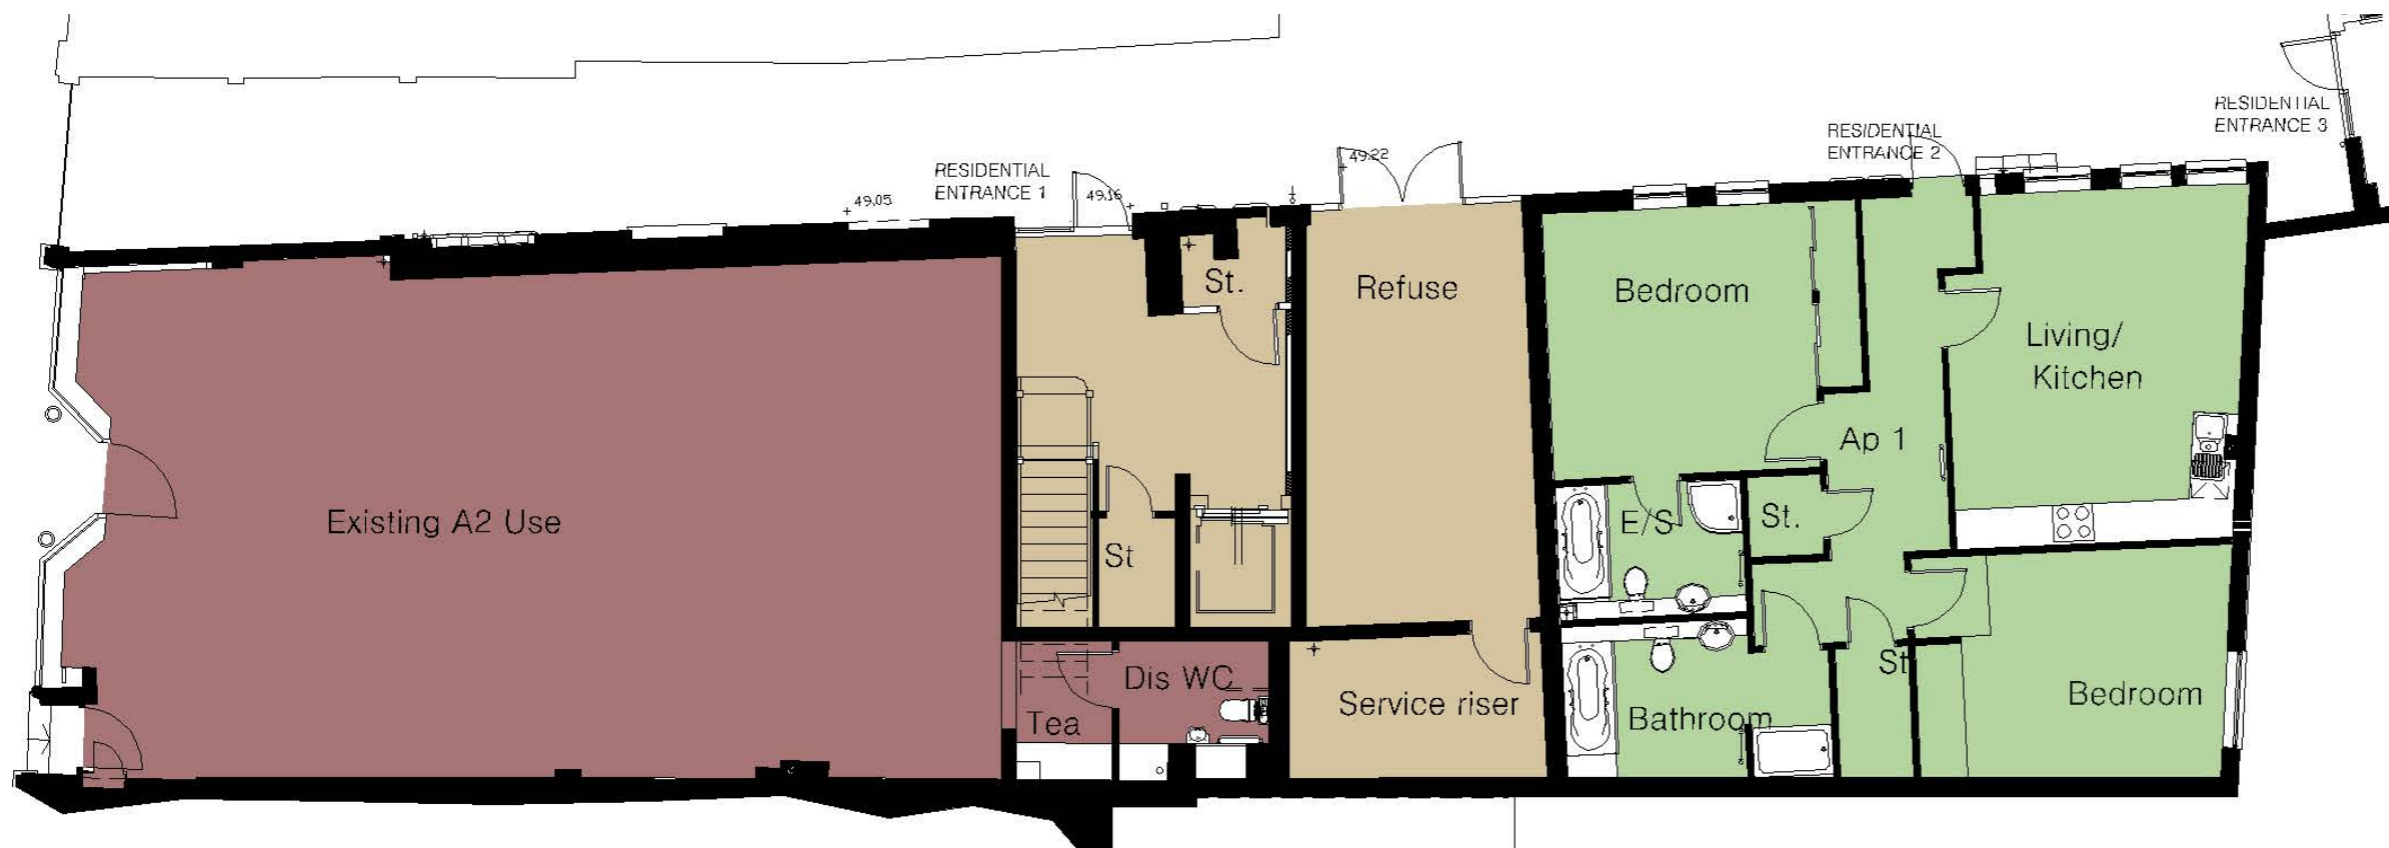 RESIDENTIAL
ENTRANCE 3
RESIDENTIAL
ENTRANCE 2
49.22
RESIDENTIAL
ENTRANCE 1
49.16
49.05
St.
Refuse
Bedroom
Living/
Kitchen
Ap 1
Existing A2 Use
St
E/S
St.
Dis WC
Tea
Service riser
Bathroom
St
Bedroom